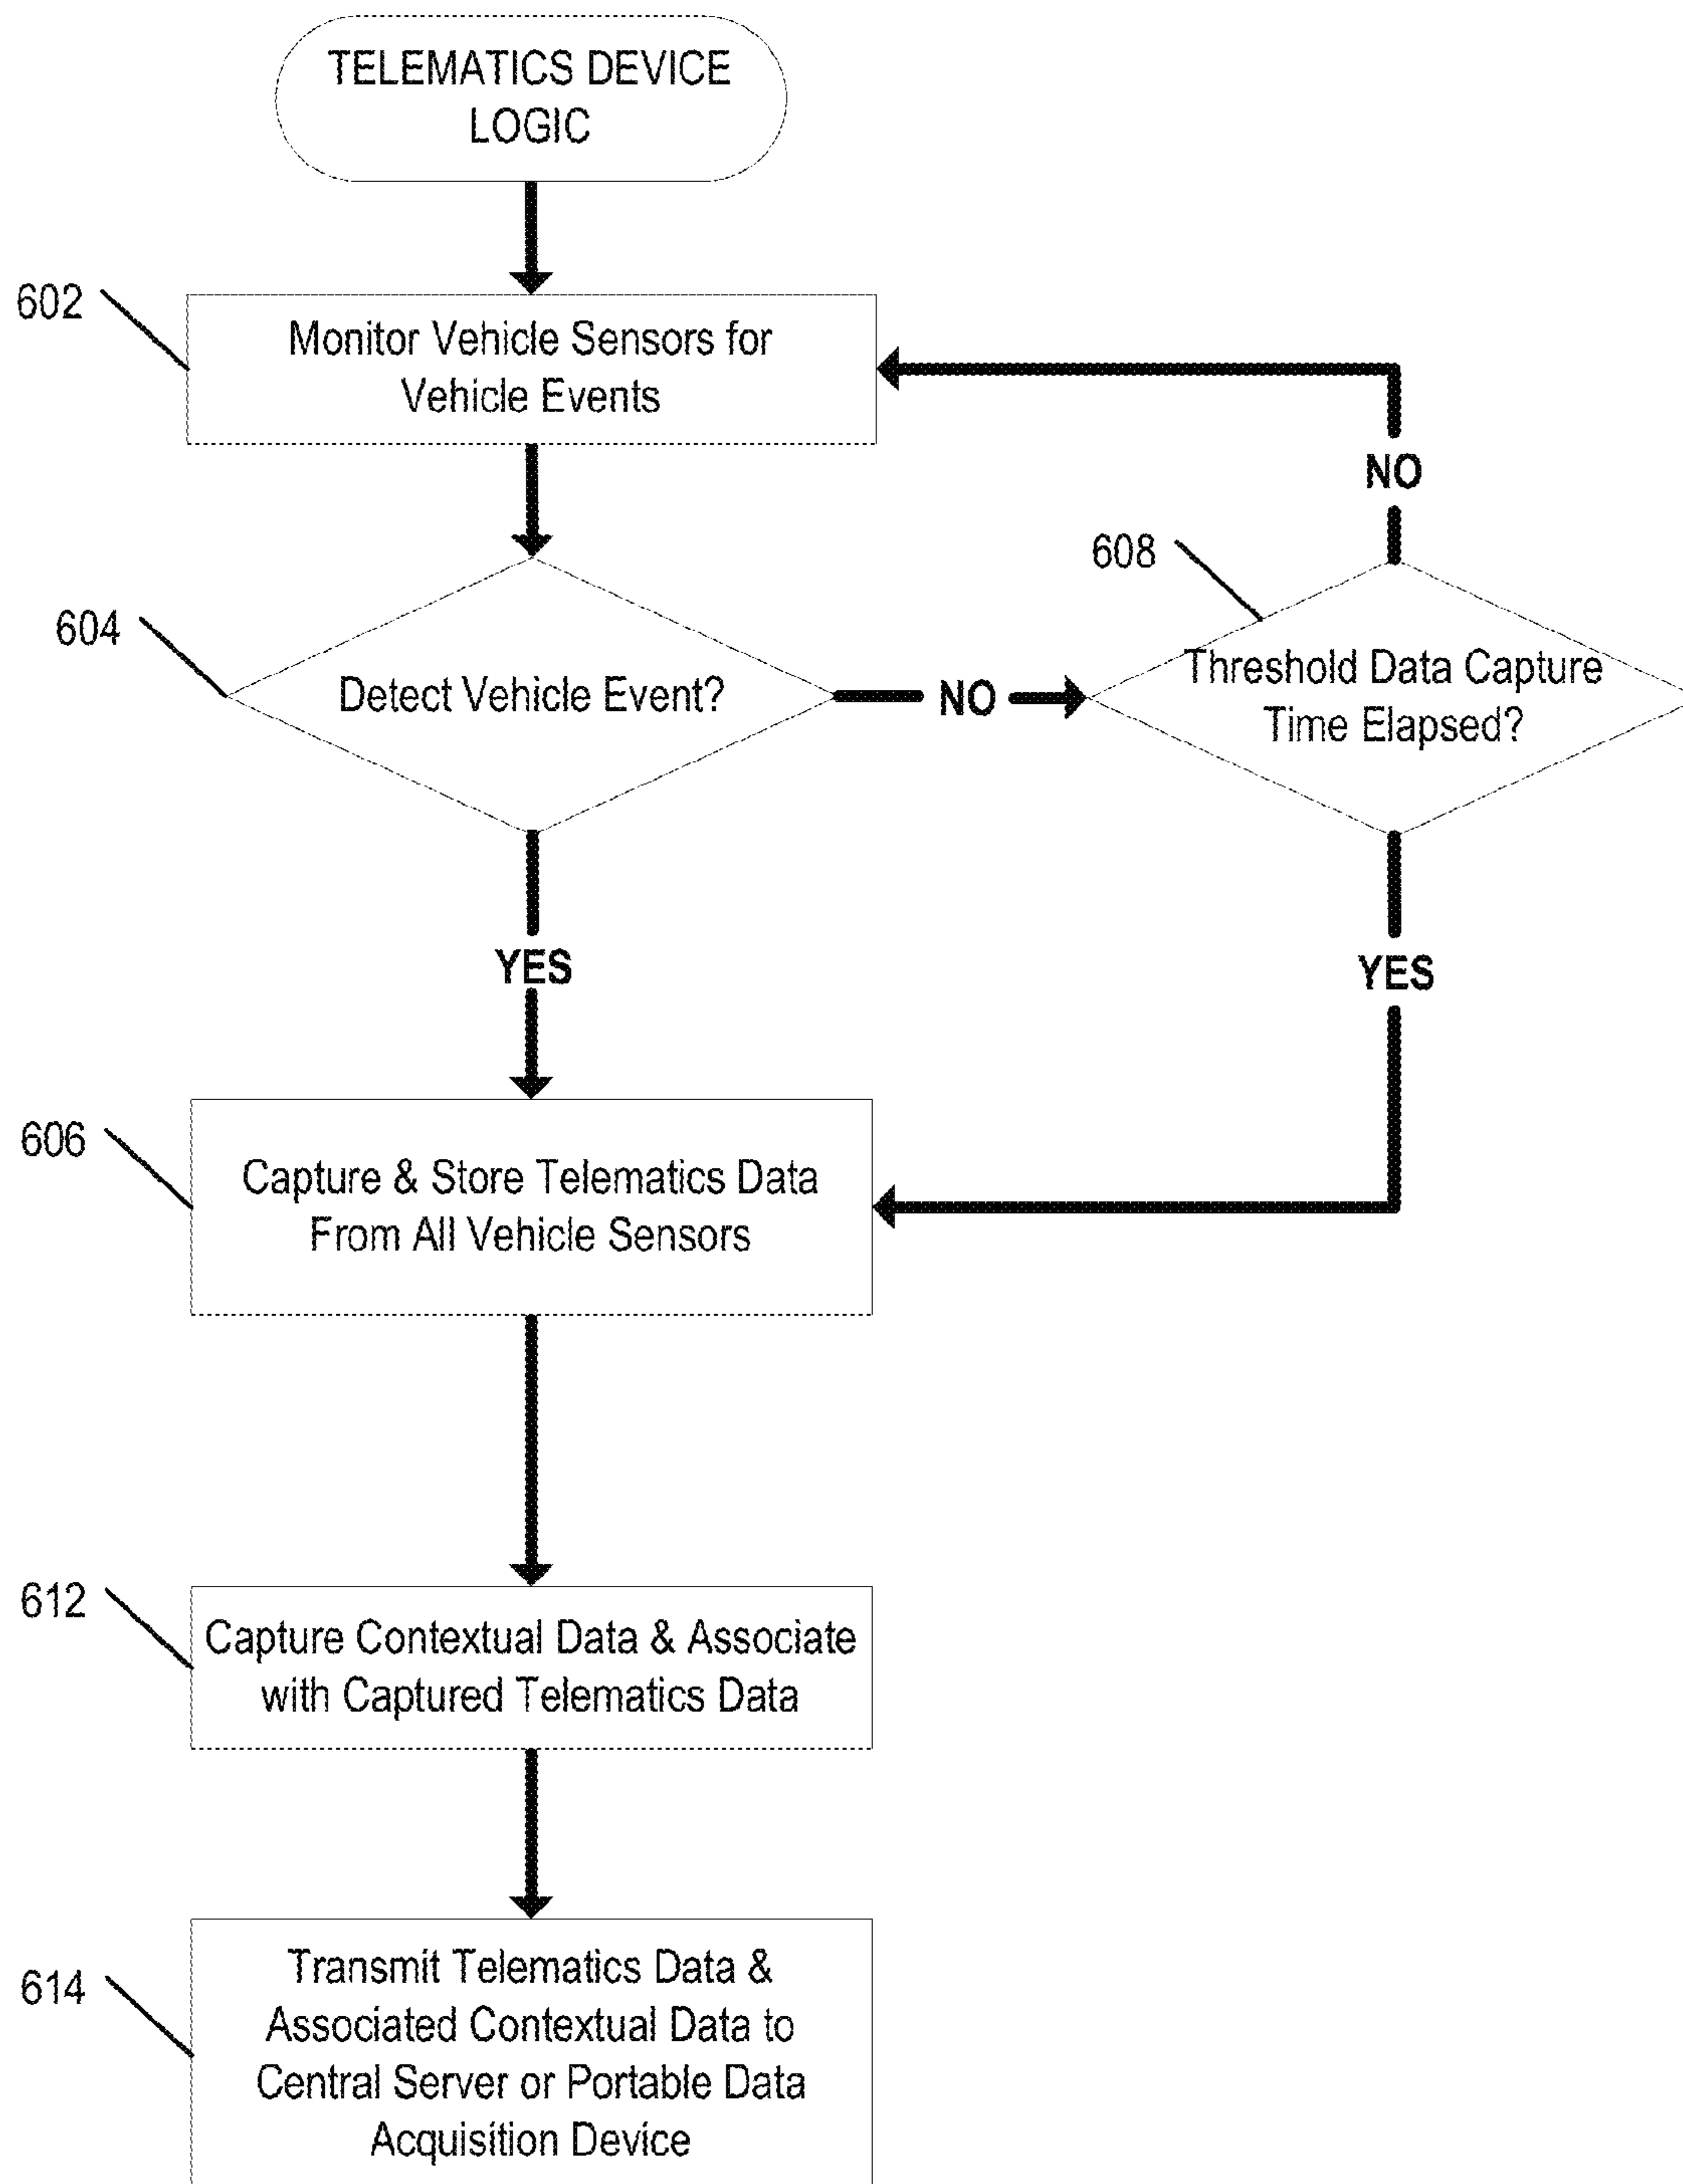 TELEMATICS DEVICE
LOGIC
602
Monitor Vehicle Sensors for
Vehicle Events
NO
608
604
Detect Vehicle Event?
NO
Threshold Data Capture
Time Elapsed?
YES
YES
606
Capture & Store Telematics Data
From All Vehicle Sensors
612
Capture Contextual Data & Associate
with Captured Telematics Data
614
Transmit Telematics Data &
Associated Contextual Data to
Central Server or Portable Data
Acquisition Device